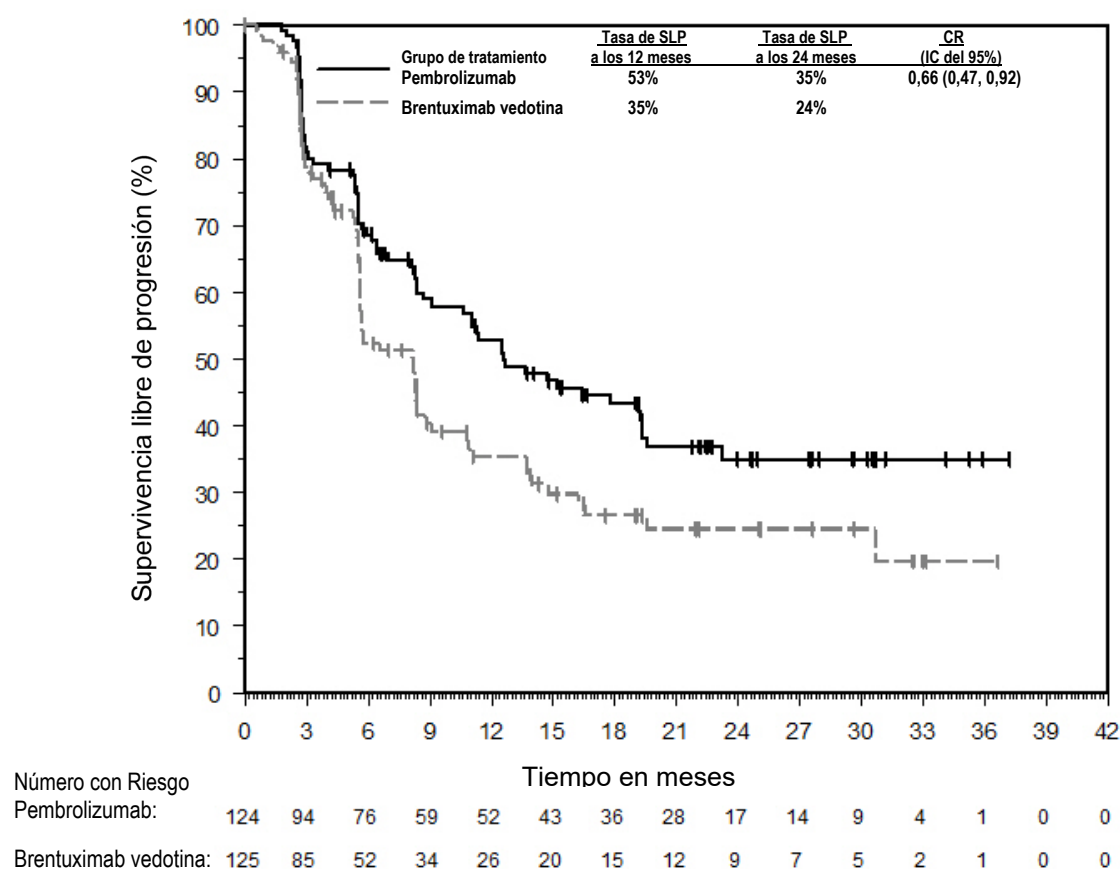 Tasa de SLP Tasa de SLP CR
Grupo de tratamiento a los 12 meses a los 24 meses (IC del 95%)
Pembrolizumab 53% 35% 0,66 (0,47, 0,92)
Brentuximab vedotina 35% 24%
Supervivencia libre de progresión (%)
100
90
80
70
60
50
40
30
20
10
0
0 3 6 9 12 15 18 21 24 27 30 33 36 39 42
Tiempo en meses
Número con Riesgo
Pembrolizumab: 124 94 76 59 52 43 36 28 17 14 9 4 1 0 0
Brentuximab vedotina: 125 85 52 34 26 20 15 12 9 7 5 2 1 0 0